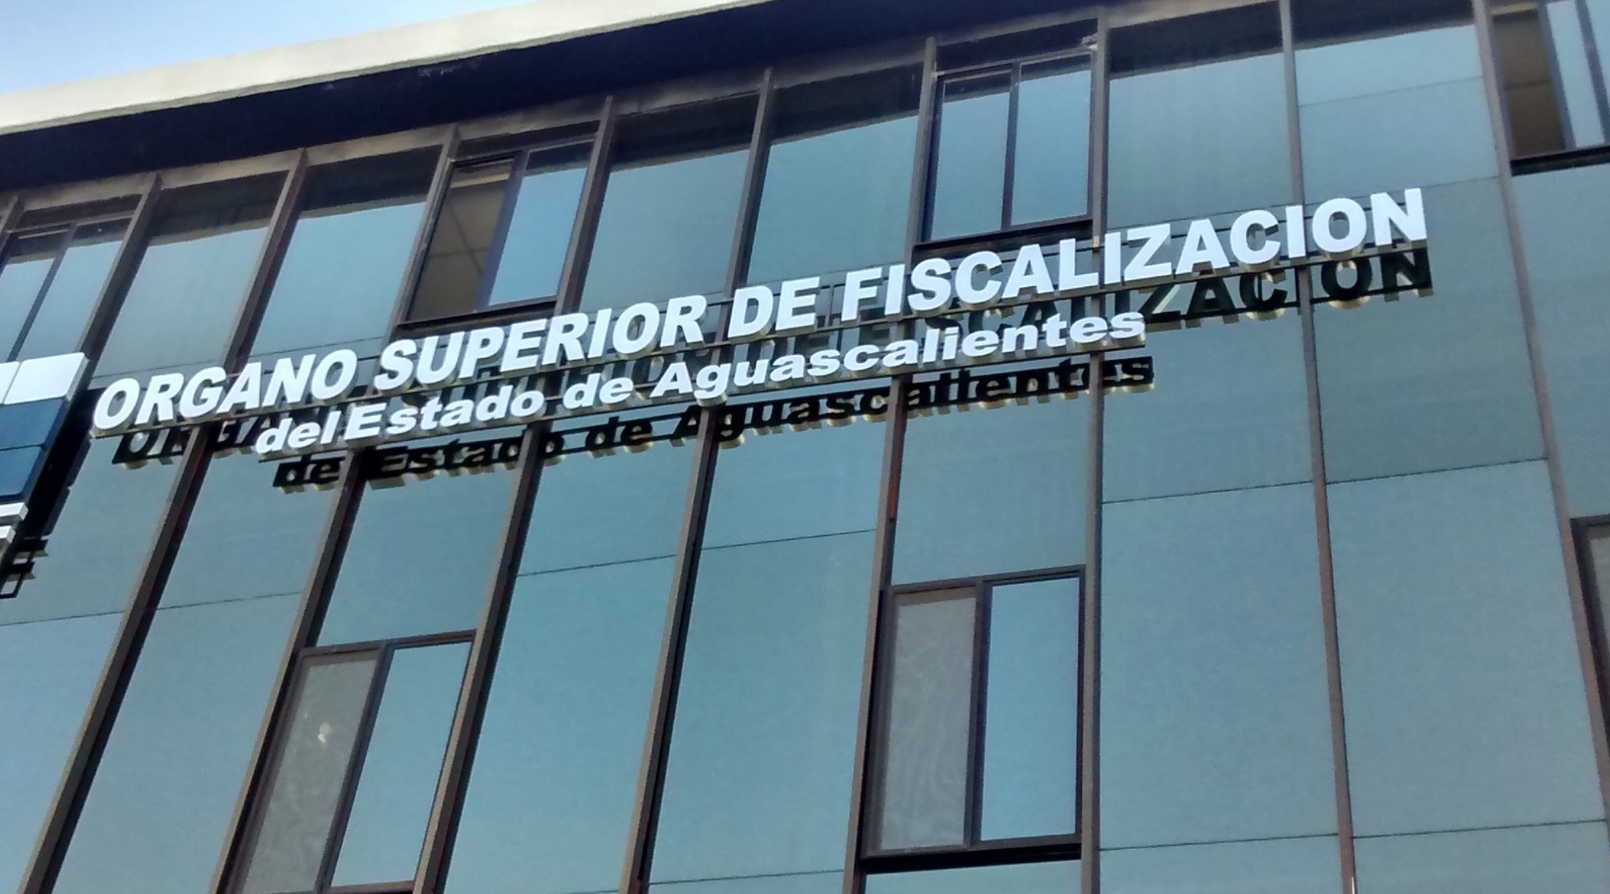 ORGANO SUPERIOR DE FISCALIZACION
del Estado de Aguascalientes